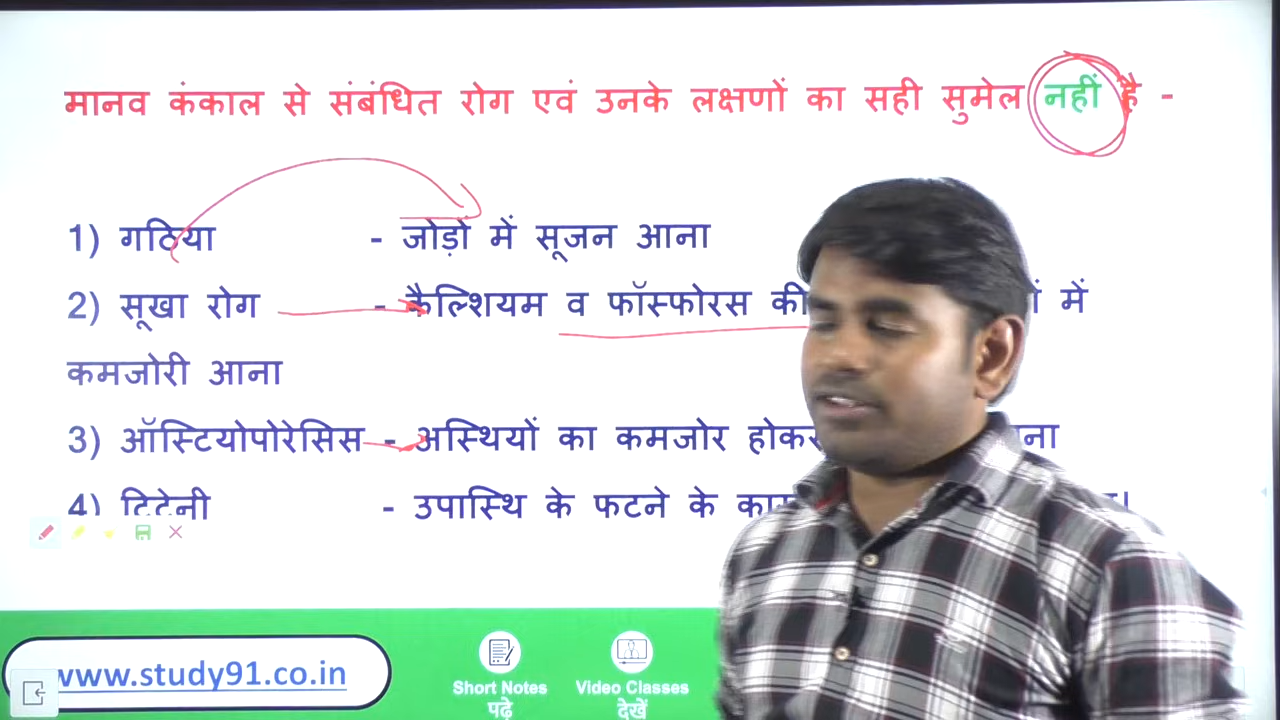 मानव कंकाल से संबंधित रोग एवं उनके लक्षणों का सही सुमेल नहीं है -
1) गठिया - जोड़ो में सूजन आना
2) सूखा रोग - कैल्शियम व फॉस्फोरस की में
कमजोरी आना
3) ऑस्टियोपोरेसिस - अस्थियों का कमजोर होकर
4) टिटेनी - उपास्थि के फटने के
www.study91.co.in
Short Notes
पढ़े
Video Classes
देखें